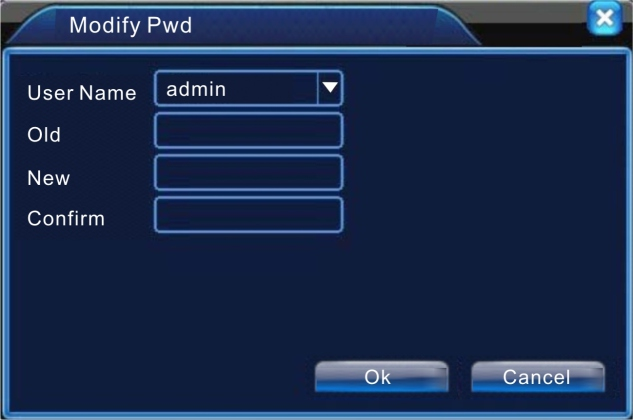 Modify Pwd
User Name admin
Old
New
Confirm
Ok Cancel